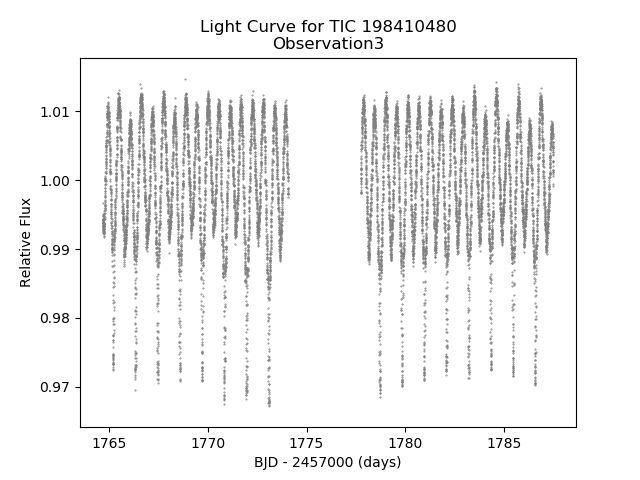 Light Curve for TIC 198410480
Observation3
1.01
1.00
0.99
0.98
0.97
Relative Flux
1765
1770
1775
1780
1785
BJD - 2457000 (days)